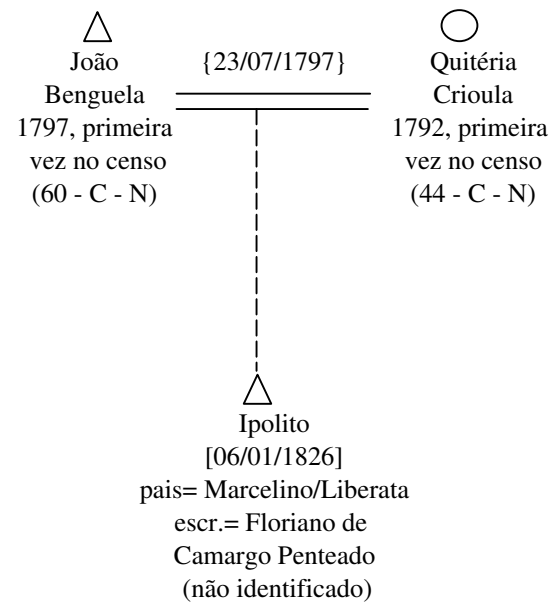 João
Benguela
1797, primeira
vez no censo
(60 - C - N)
{23/07/1797}
Quitéria
Crioula
1792, primeira
vez no censo
(44 - C - N)
Ipolito
[06/01/1826]
pais= Marcelino/Liberata
escr.= Floriano de
Camargo Penteado
(não identificado)